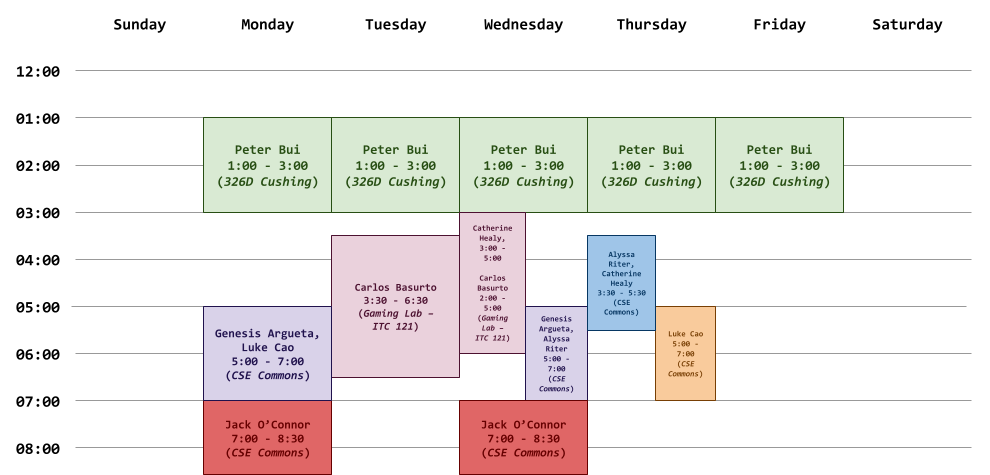 Sunday Monday Tuesday Wednesday Thursday Friday Saturday
12:00
01:00
02:00
03:00
04:00
05:00
06:00
07:00
08:00
Peter Bui
1:00 - 3:00
(326D Cushing)
Genesis Argueta,
Luke Cao
5:00 - 7:00
(CSE Commons)
Jack O’Connor
7:00 - 8:30
(CSE Commons)
Peter Bui
1:00 - 3:00
(326D Cushing)
Carlos Basurto
3:30 - 6:30
(Gaming Lab –
ITC 121)
Peter Bui
1:00 - 3:00
(326D Cushing)
Catherine
Healy,
3:00 -
5:00
Carlos
Basurto
2:00 -
5:00
(Gaming
Lab –
ITC 121)
Genesis
Argueta,
Alyssa
Riter
5:00 -
7:00
(CSE
Commons)
Jack O’Connor
7:00 - 8:30
(CSE Commons)
Peter Bui
1:00 - 3:00
(326D Cushing)
Alyssa
Riter,
Catherine
Healy
3:30 - 5:30
(CSE
Commons)
Luke Cao
5:00 -
7:00
(CSE
Commons)
Peter Bui
1:00 - 3:00
(326D Cushing)